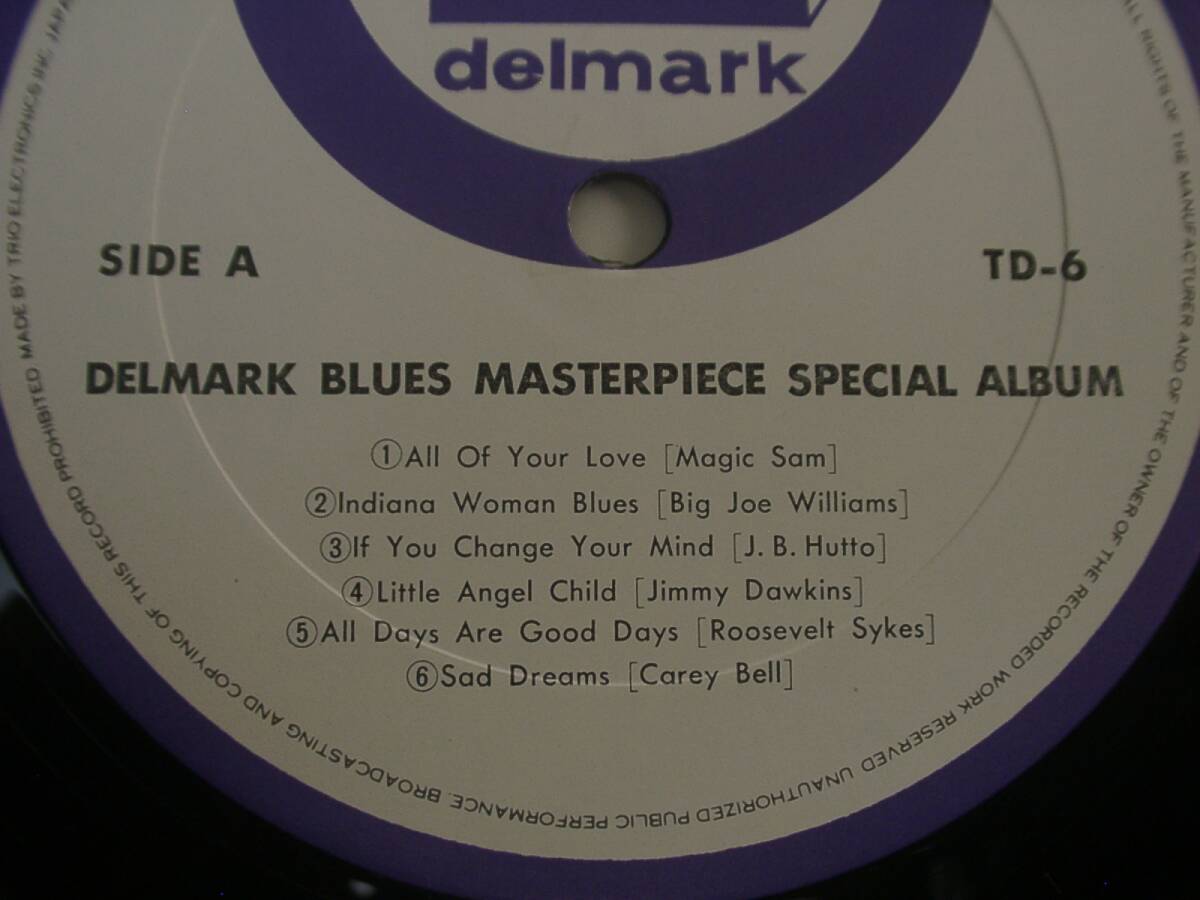 delmark
SIDE A
TD-6
DELMARK BLUES MASTERPIECE SPECIAL ALBUM
①All Of Your Love [Magic Sam]
②Indiana Woman Blues [Big Joe Williams]
③If You Change Your Mind [J. B. Hutto]
④Little Angel Child [Jimmy Dawkins]
⑤All Days Are Good Days [Roosevelt Sykes]
⑥Sad Dreams [Carey Bell]
ALL RIGHTS OF THE MANUFACTURER AND OF THE OWNER OF THE RECORDED WORK RESERVED UNAUTHORIZED PUBLIC PERFORMANCE. BROADCASTING AND COPYING OF THIS RECORD PROHIBITED MADE BY TRIO ELECTRONICS INC.